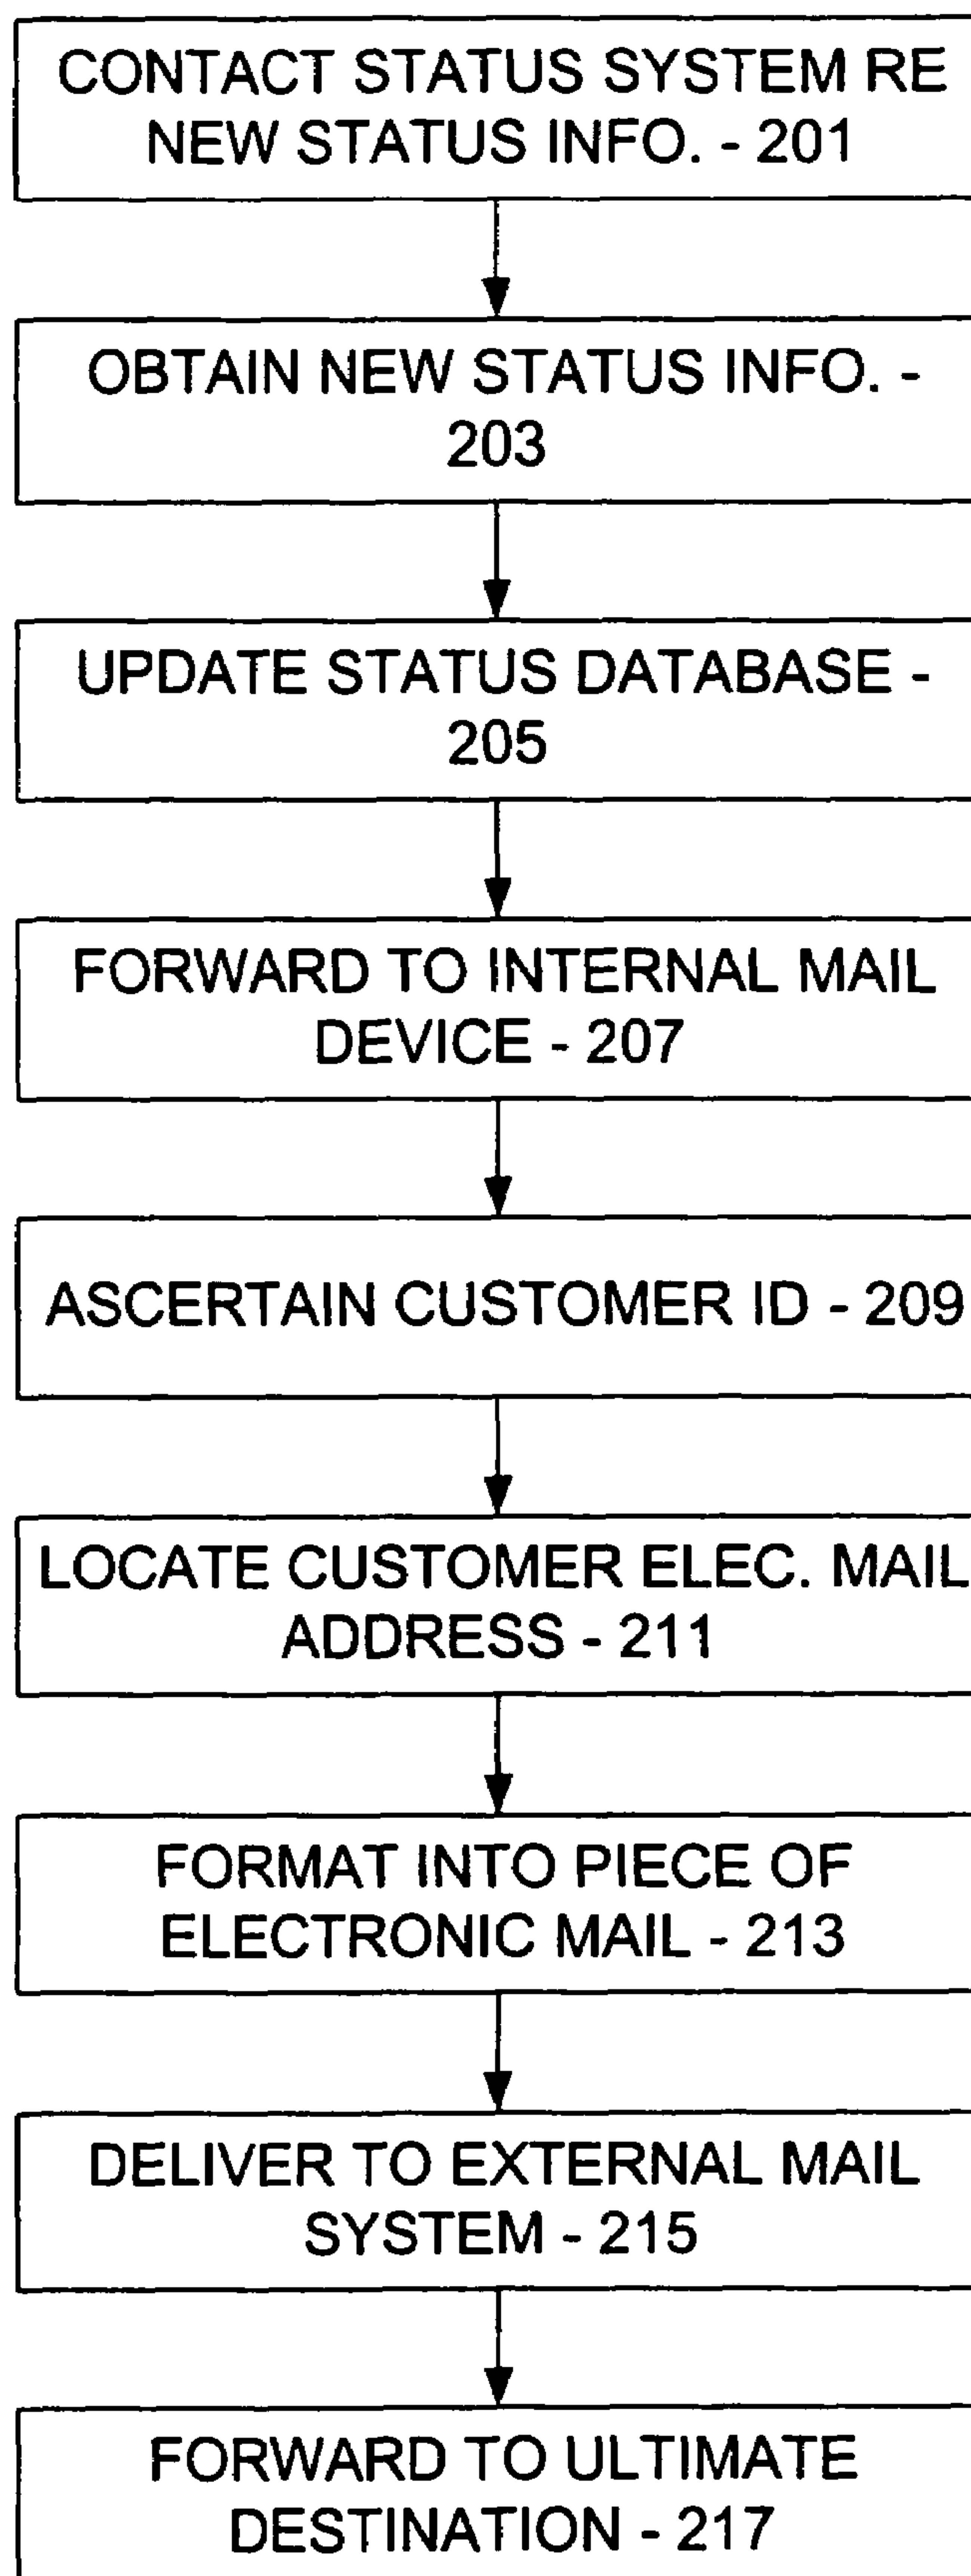 CONTACT STATUS SYSTEM RE
NEW STATUS INFO. - 201
OBTAIN NEW STATUS INFO. -
203
UPDATE STATUS DATABASE -
205
FORWARD TO INTERNAL MAIL
DEVICE - 207
ASCERTAIN CUSTOMER ID - 209
LOCATE CUSTOMER ELEC. MAIL
ADDRESS - 211
FORMAT INTO PIECE OF
ELECTRONIC MAIL - 213
DELIVER TO EXTERNAL MAIL
SYSTEM - 215
FORWARD TO ULTIMATE
DESTINATION - 217